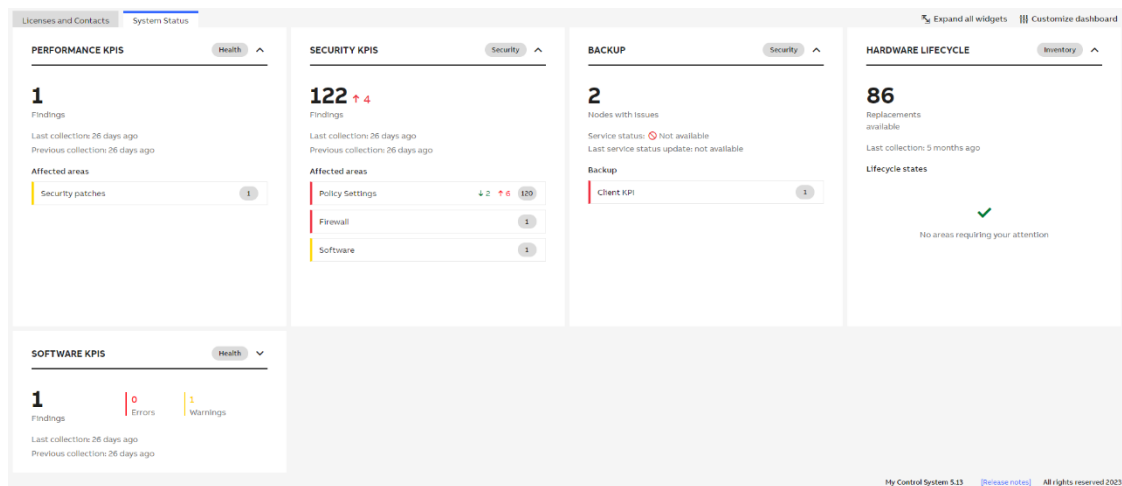 Licenses and Contacts
System Status
Expand all widgets
Customize dashboard
PERFORMANCE KPIS
Health
1
Findings
Last collection: 26 days ago
Previous collection: 26 days ago
Affected areas
Security patches
1
SECURITY KPIS
Security
122 ↑ 4
Findings
Last collection: 26 days ago
Previous collection: 26 days ago
Affected areas
Policy Settings ↓ 2 ↑ 6 120
Firewall 1
Software 1
BACKUP
Security
2
Nodes with Issues
Service status: Not available
Last service status update: not available
Backup
Client KPI 1
HARDWARE LIFECYCLE
Inventory
86
Replacements
available
Last collection: 5 months ago
Lifecycle states
No areas requiring your attention
SOFTWARE KPIS
Health
1
Findings
0
Errors
1
Warnings
Last collection: 26 days ago
Previous collection: 26 days ago
My Control System 5.13 [Release notes] All rights reserved 2023